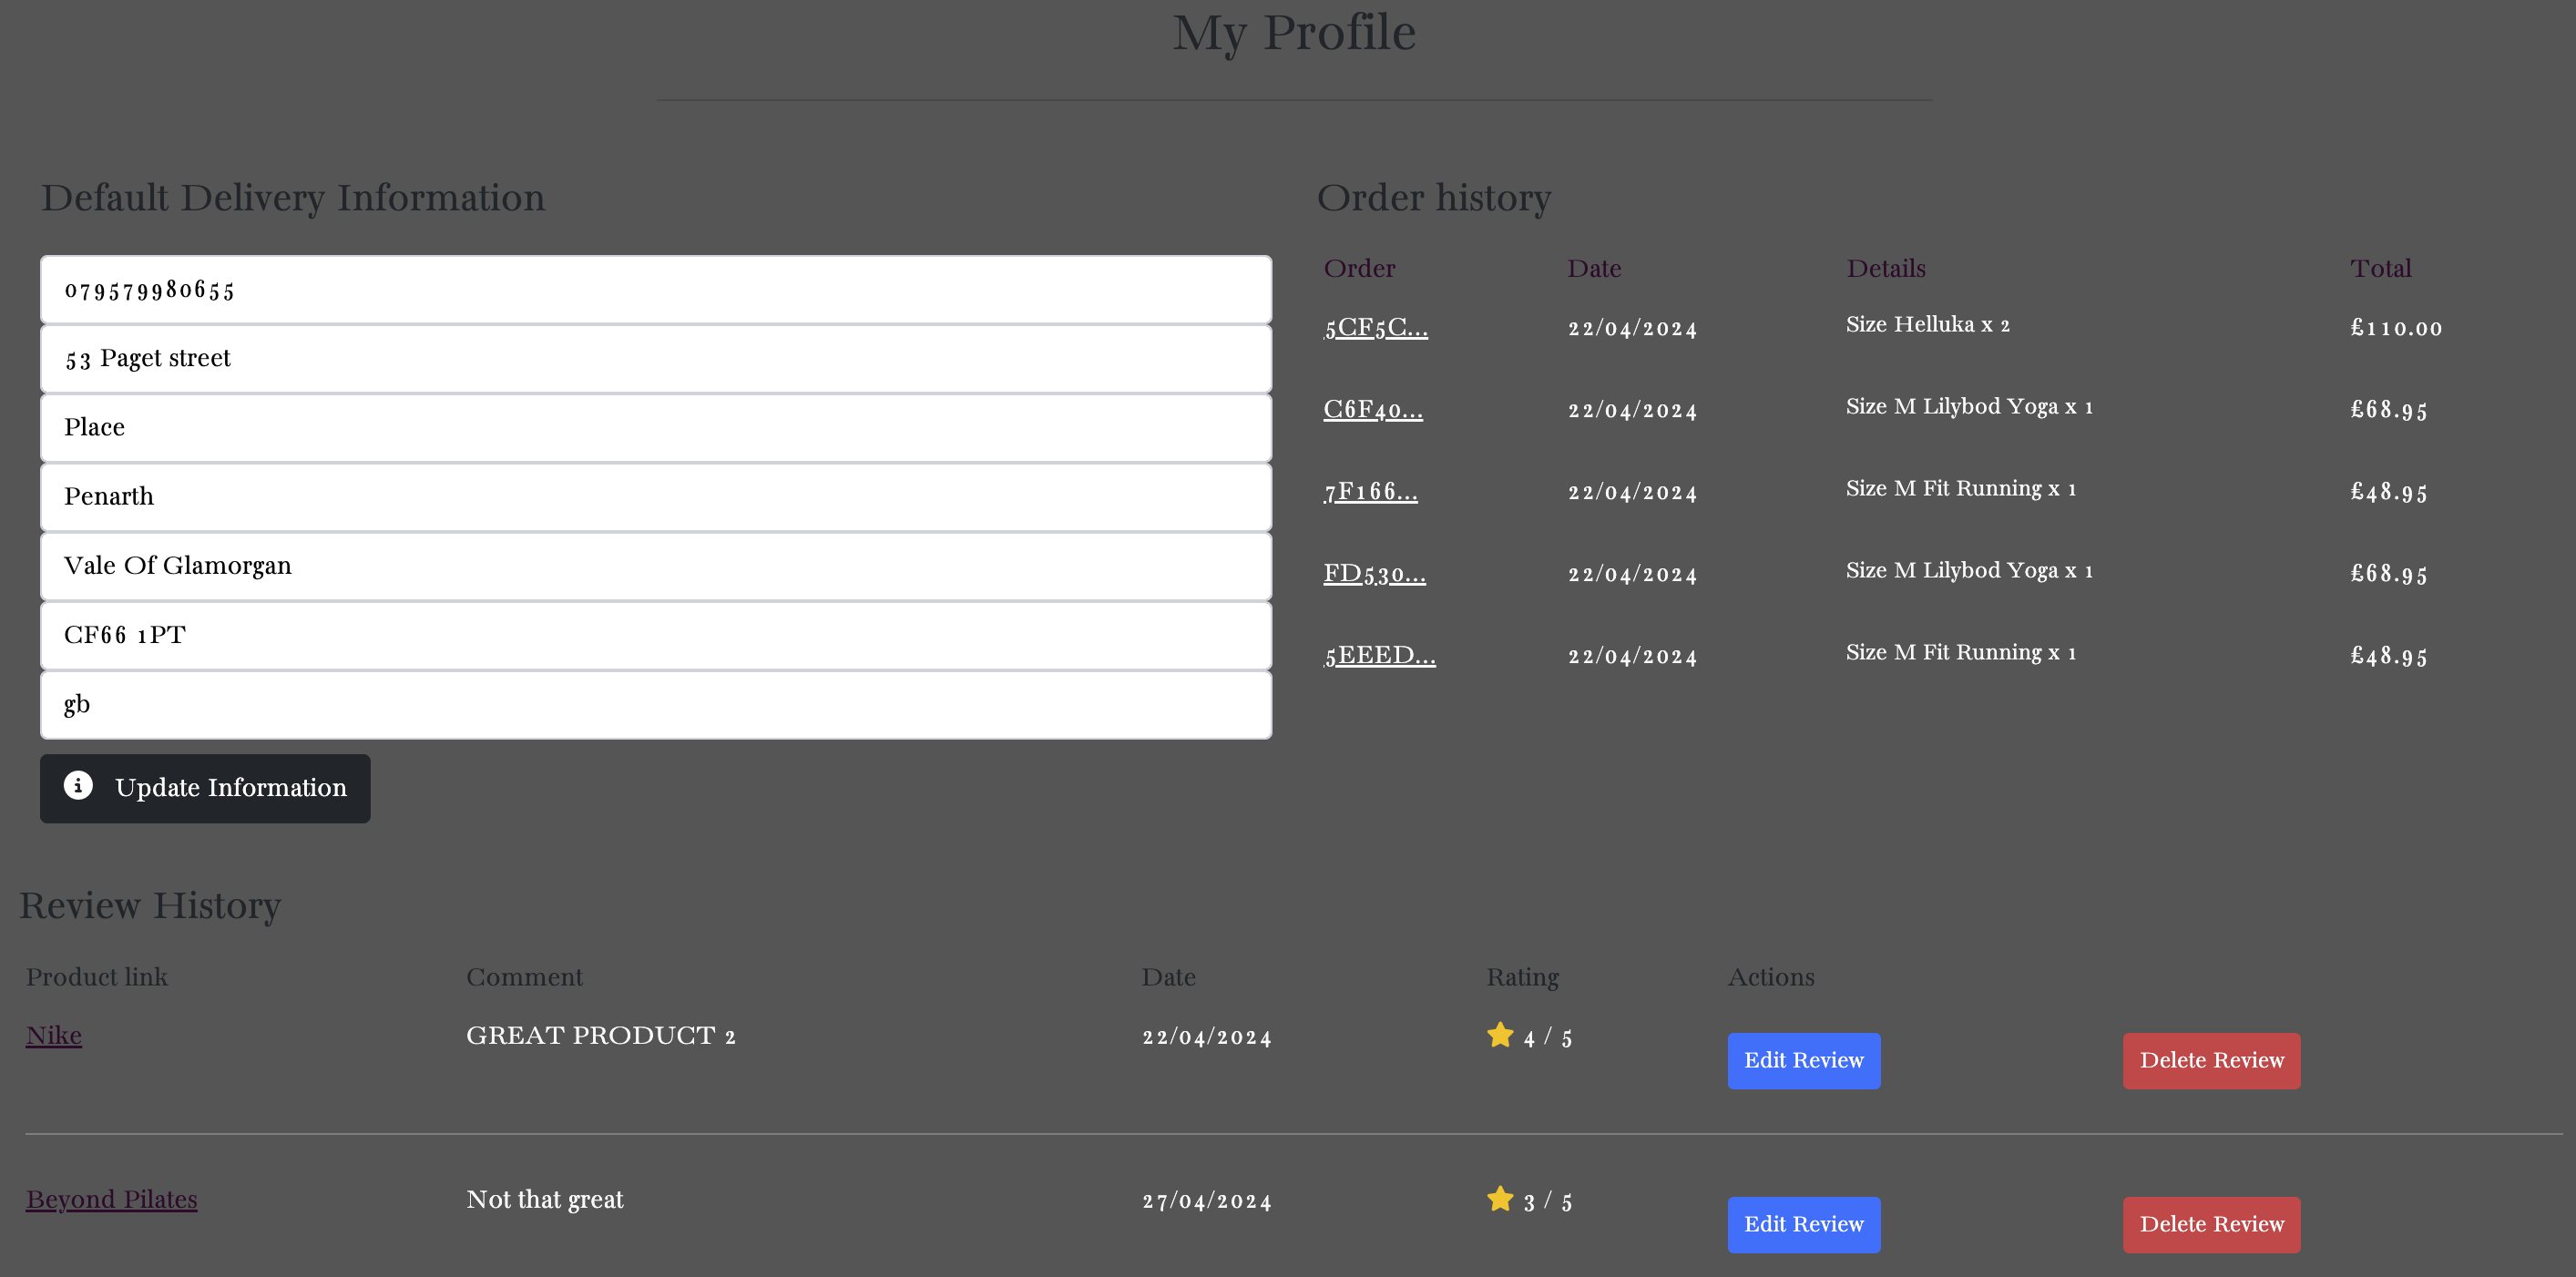 My Profile
Default Delivery Information
079579980655
53 Paget street
Place
Penarth
Vale Of Glamorgan
CF66 1PT
gb
Update Information
Order history
Order Date Details Total
5CF5C... 22/04/2024 Size Helluka x 2 £110.00
C6F40... 22/04/2024 Size M Lilybod Yoga x 1 £68.95
7F166... 22/04/2024 Size M Fit Running x 1 £48.95
FD530... 22/04/2024 Size M Lilybod Yoga x 1 £68.95
5EEED... 22/04/2024 Size M Fit Running x 1 £48.95
Review History
Product link Comment Date Rating Actions
Nike GREAT PRODUCT 2 22/04/2024 4 / 5 Edit Review Delete Review
Beyond Pilates Not that great 27/04/2024 3 / 5 Edit Review Delete Review